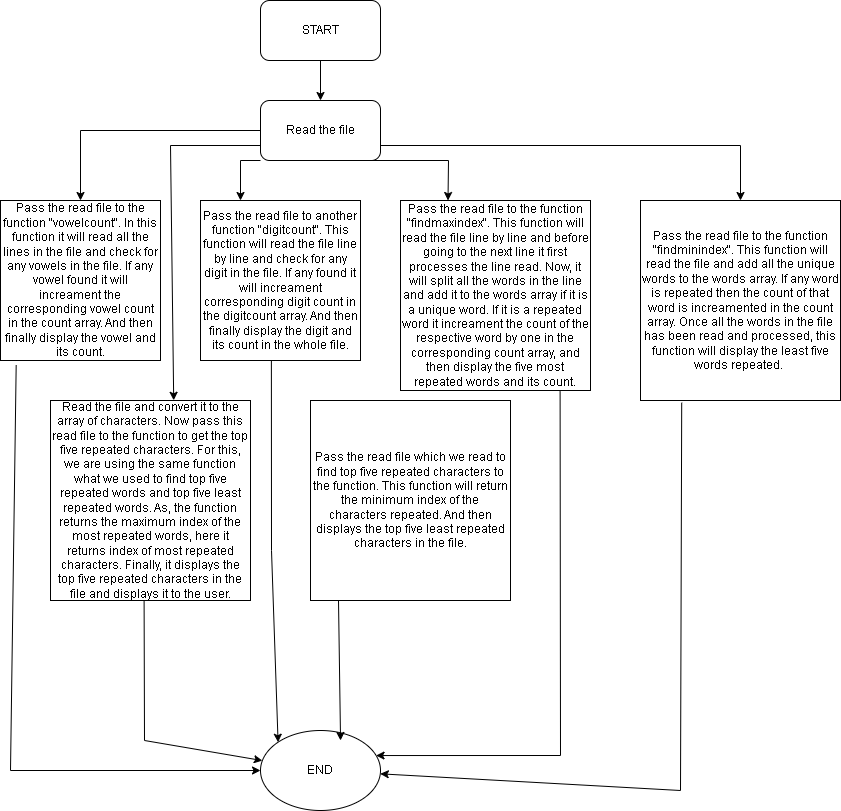 START
Read the file
Pass the read file to the
function "vowelcount". In this
function it will read all the
lines in the file and check for
any vowels in the file. If any
vowel found it will
increament the
corresponding vowel count
in the count array. And then
finally display the vowel and
its count.
Pass the read file to another
function "digitcount". This
function will read the file line
by line and check for any
digit in the file. If any found it
will increament
corresponding digit count in
the digitcount array. And then
finally display the digit and
its count in the whole file.
Pass the read file to the function
"findmaxindex". This function will
read the file line by line and before
going to the next line it first
processes the line read. Now, it
will split all the words in the line
and add it to the words array if it is
a unique word. If it is a repeated
word it increament the count of the
respective word by one in the
corresponding count array, and
then display the five most
repeated words and its count.
Pass the read file to the function
"findminindex". This function will
read the file and add all the unique
words to the words array. If any word
is repeated then the count of that
word is increamented in the count
array. Once all the words in the file
has been read and processed, this
function will display the least five
words repeated.
Read the file and convert it to the
array of characters. Now pass this
read file to the function to get the top
five repeated characters. For this,
we are using the same function
what we used to find top five
repeated words and top five least
repeated words. As, the function
returns the maximum index of the
most repeated words, here it
returns index of most repeated
characters. Finally, it displays the
top five repeated characters in the
file and displays it to the user.
Pass the read file which we read to
find top five repeated characters to
the function. This function will return
the minimum index of the
characters repeated. And then
displays the top five least repeated
characters in the file.
END